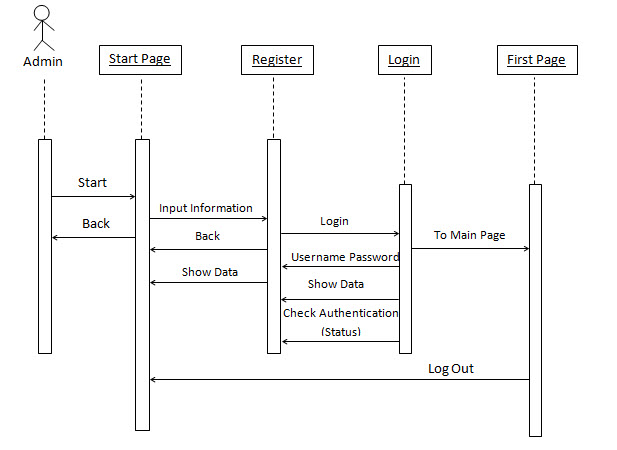 Admin
Start Page
Register
Login
First Page
Start
Input Information
Login
Back
Back
To Main Page
Username Password
Show Data
Show Data
Check Authentication
(Status)
Log Out